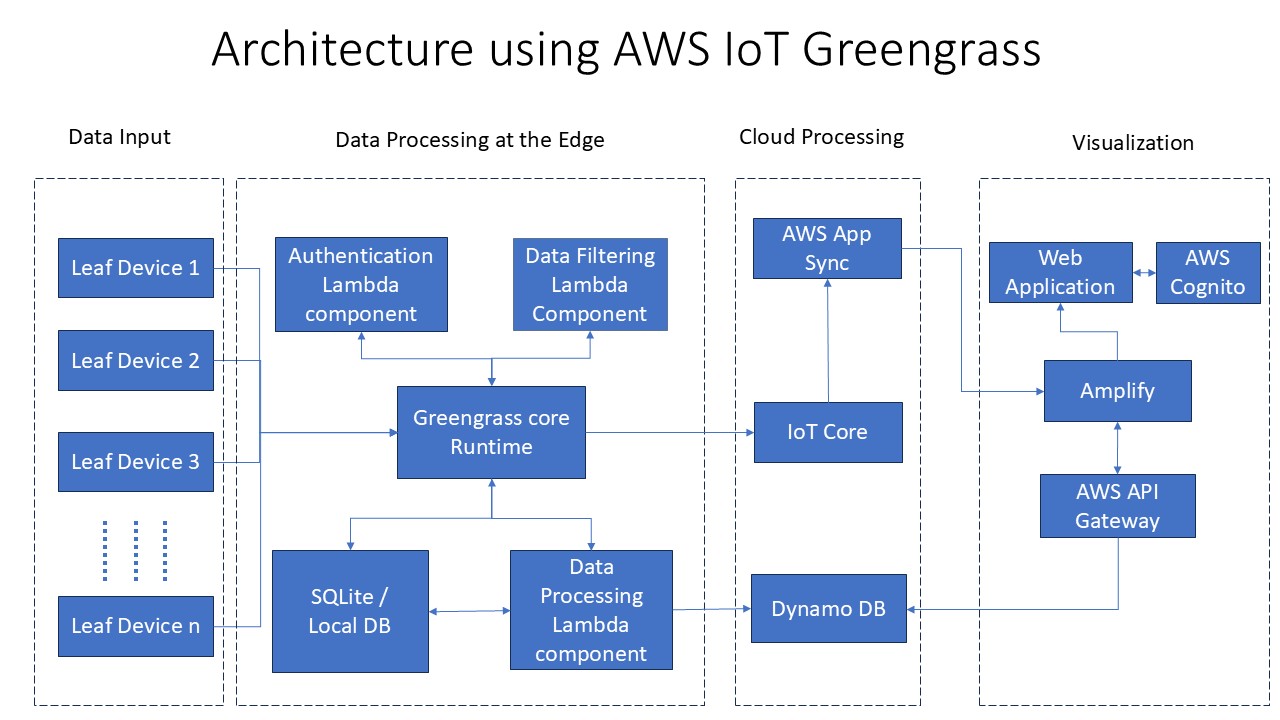 Architecture using AWS IoT Greengrass
Data Input
Data Processing at the Edge
Cloud Processing
Visualization
Leaf Device 1
Leaf Device 2
Leaf Device 3
Leaf Device n
Authentication
Lambda
component
Data Filtering
Lambda
Component
Greengrass core
Runtime
SQLite /
Local DB
Data
Processing
Lambda
component
AWS App
Sync
IoT Core
Dynamo DB
Web
Application
AWS
Cognito
Amplify
AWS API
Gateway